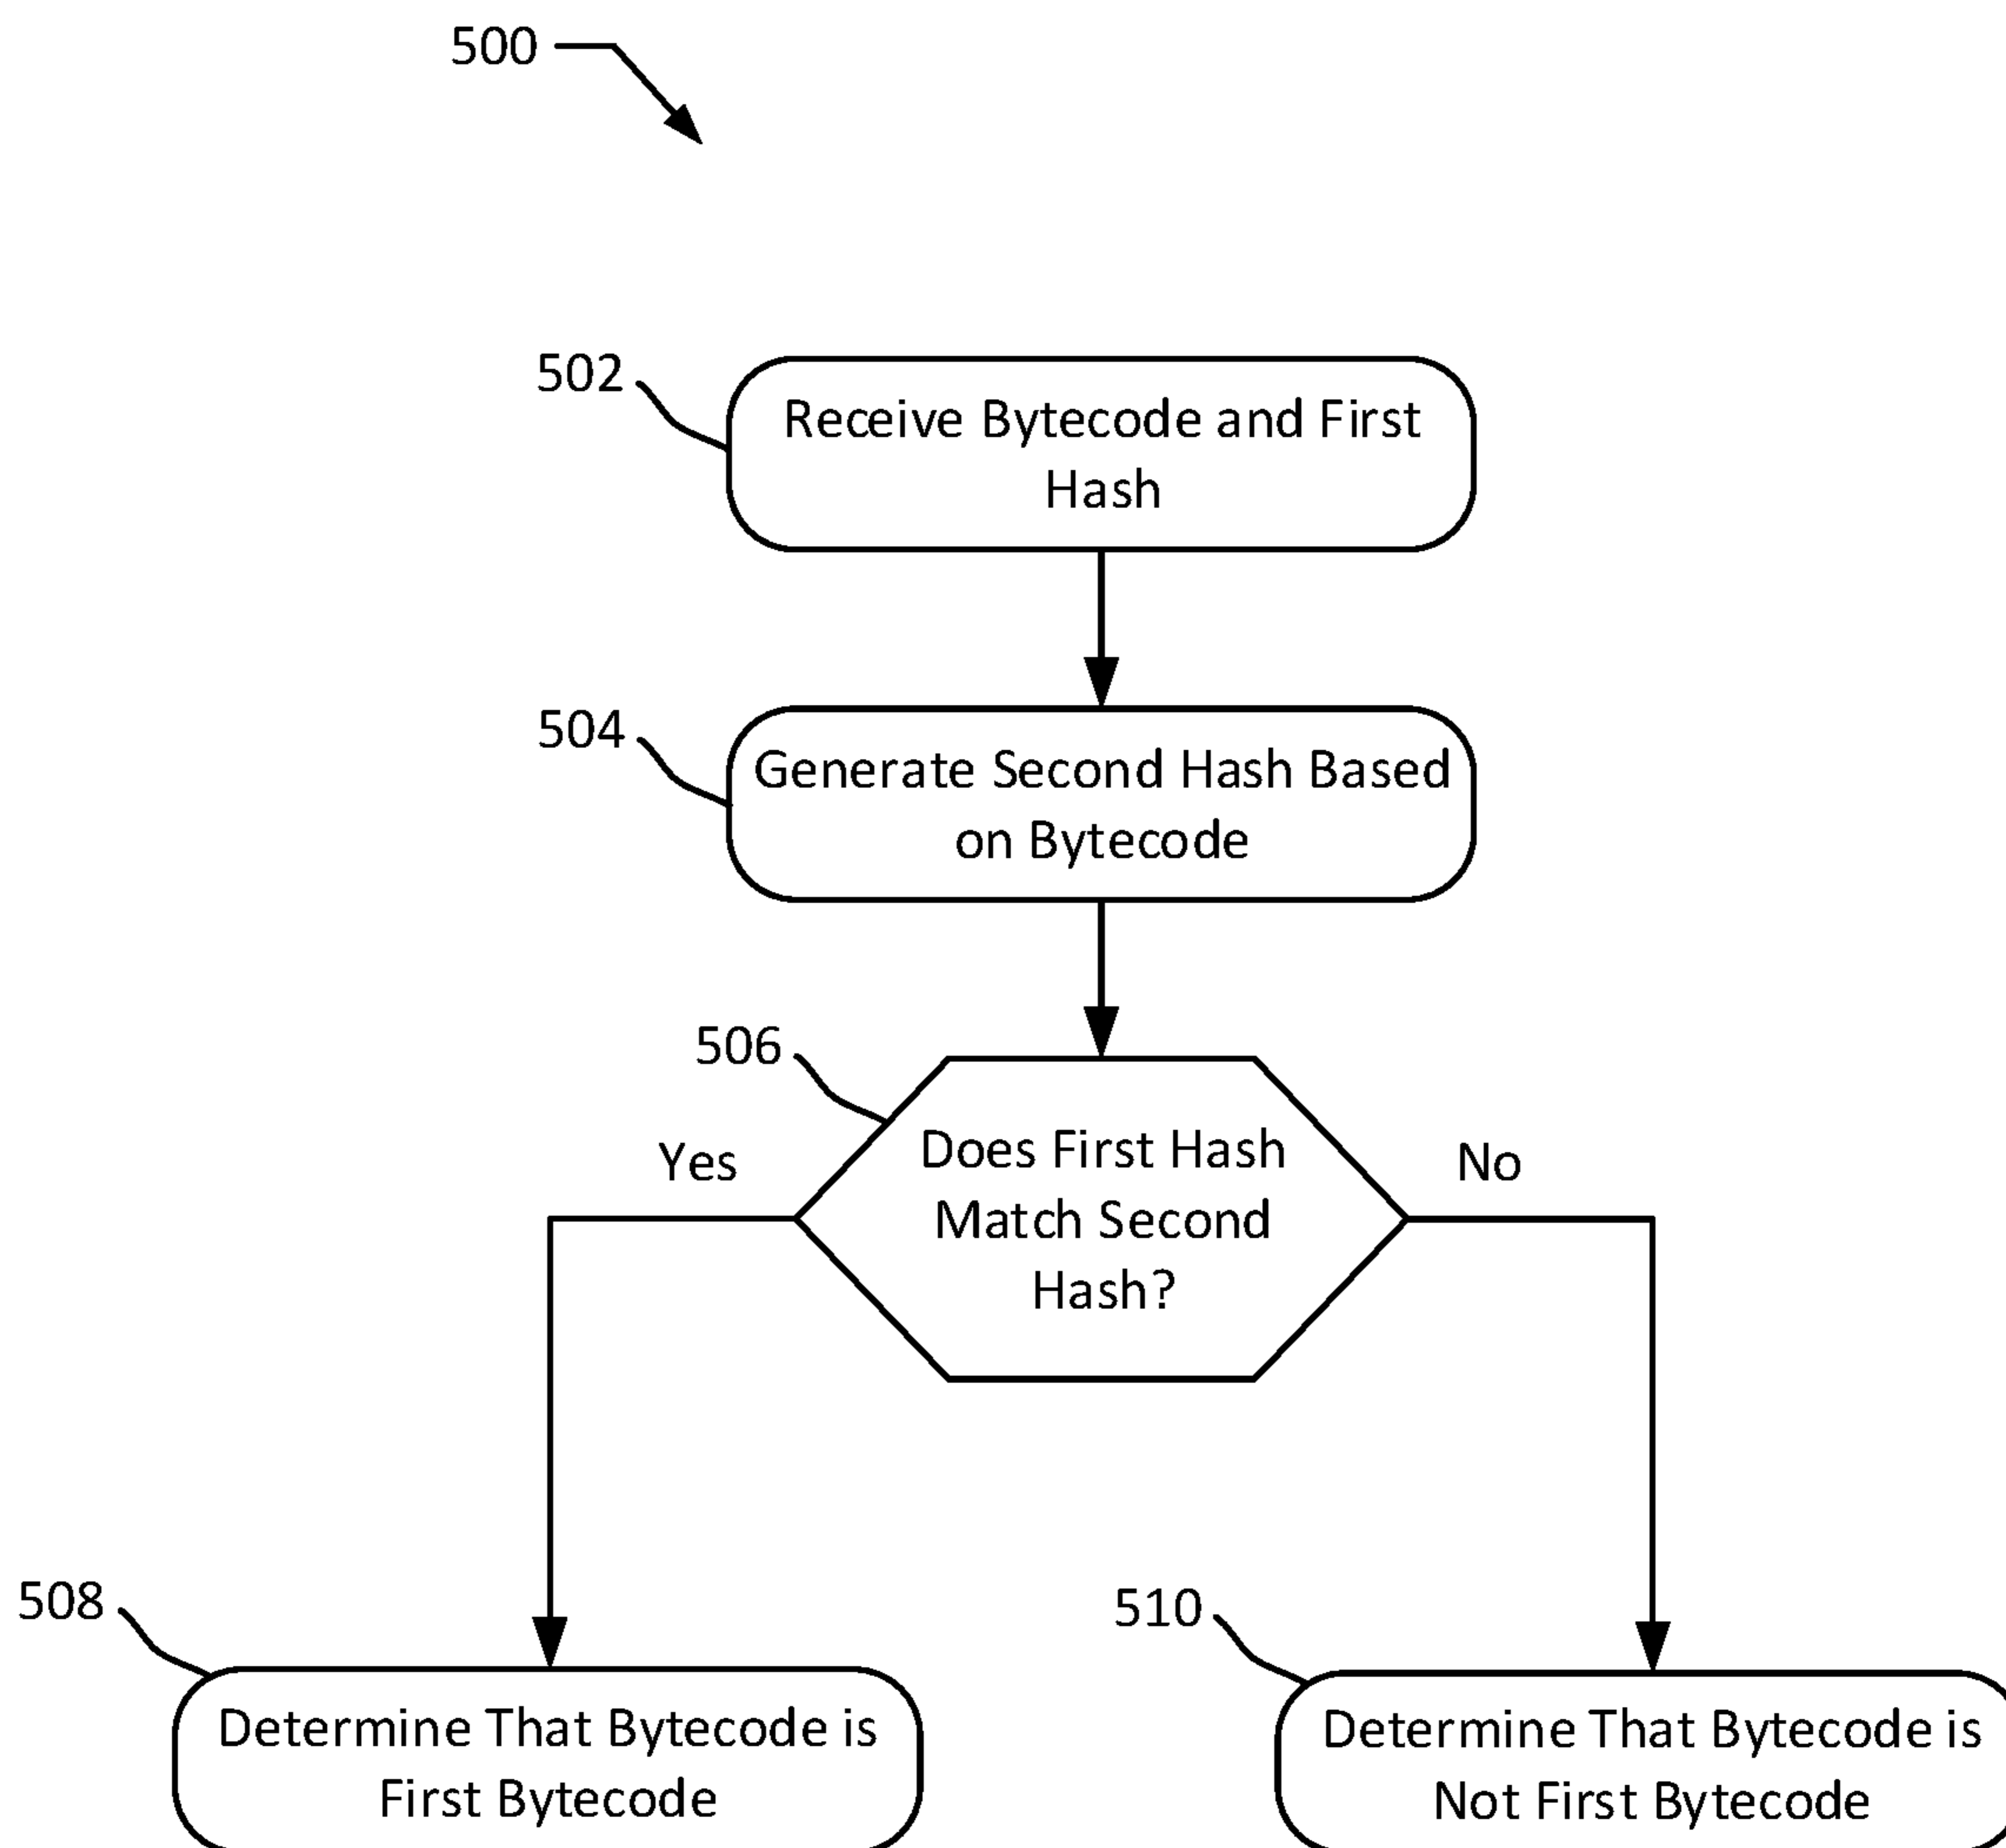 500
502
Receive Bytecode and First
Hash
504
Generate Second Hash Based
on Bytecode
506
Does First Hash
Match Second
Hash?
Yes
No
508
Determine That Bytecode is
First Bytecode
510
Determine That Bytecode is
Not First Bytecode